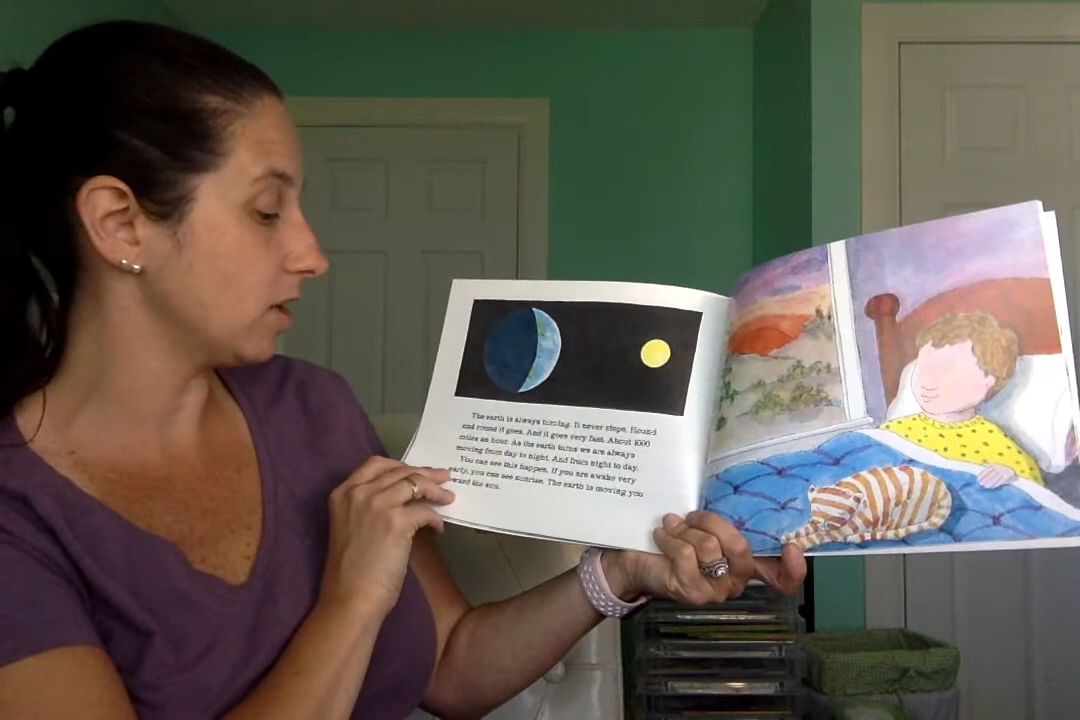 The earth is always turning. It never stops. Round
and round it goes. And it goes very fast. About 1000
miles an hour. As the earth turns we are always
moving from day to night. And from night to day.
You can see this happen. If you are awake very
early, you can see sunrise. The earth is moving you
toward the sun.